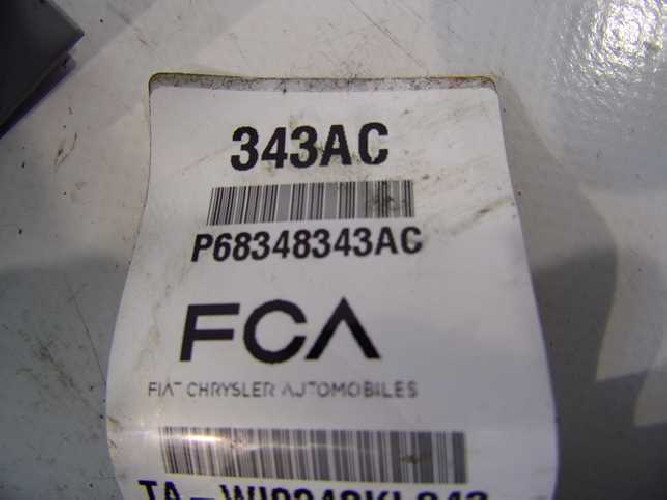 343AC
P68348343AC
FCA
FIAT CHRYSLER AUTOMOBILES